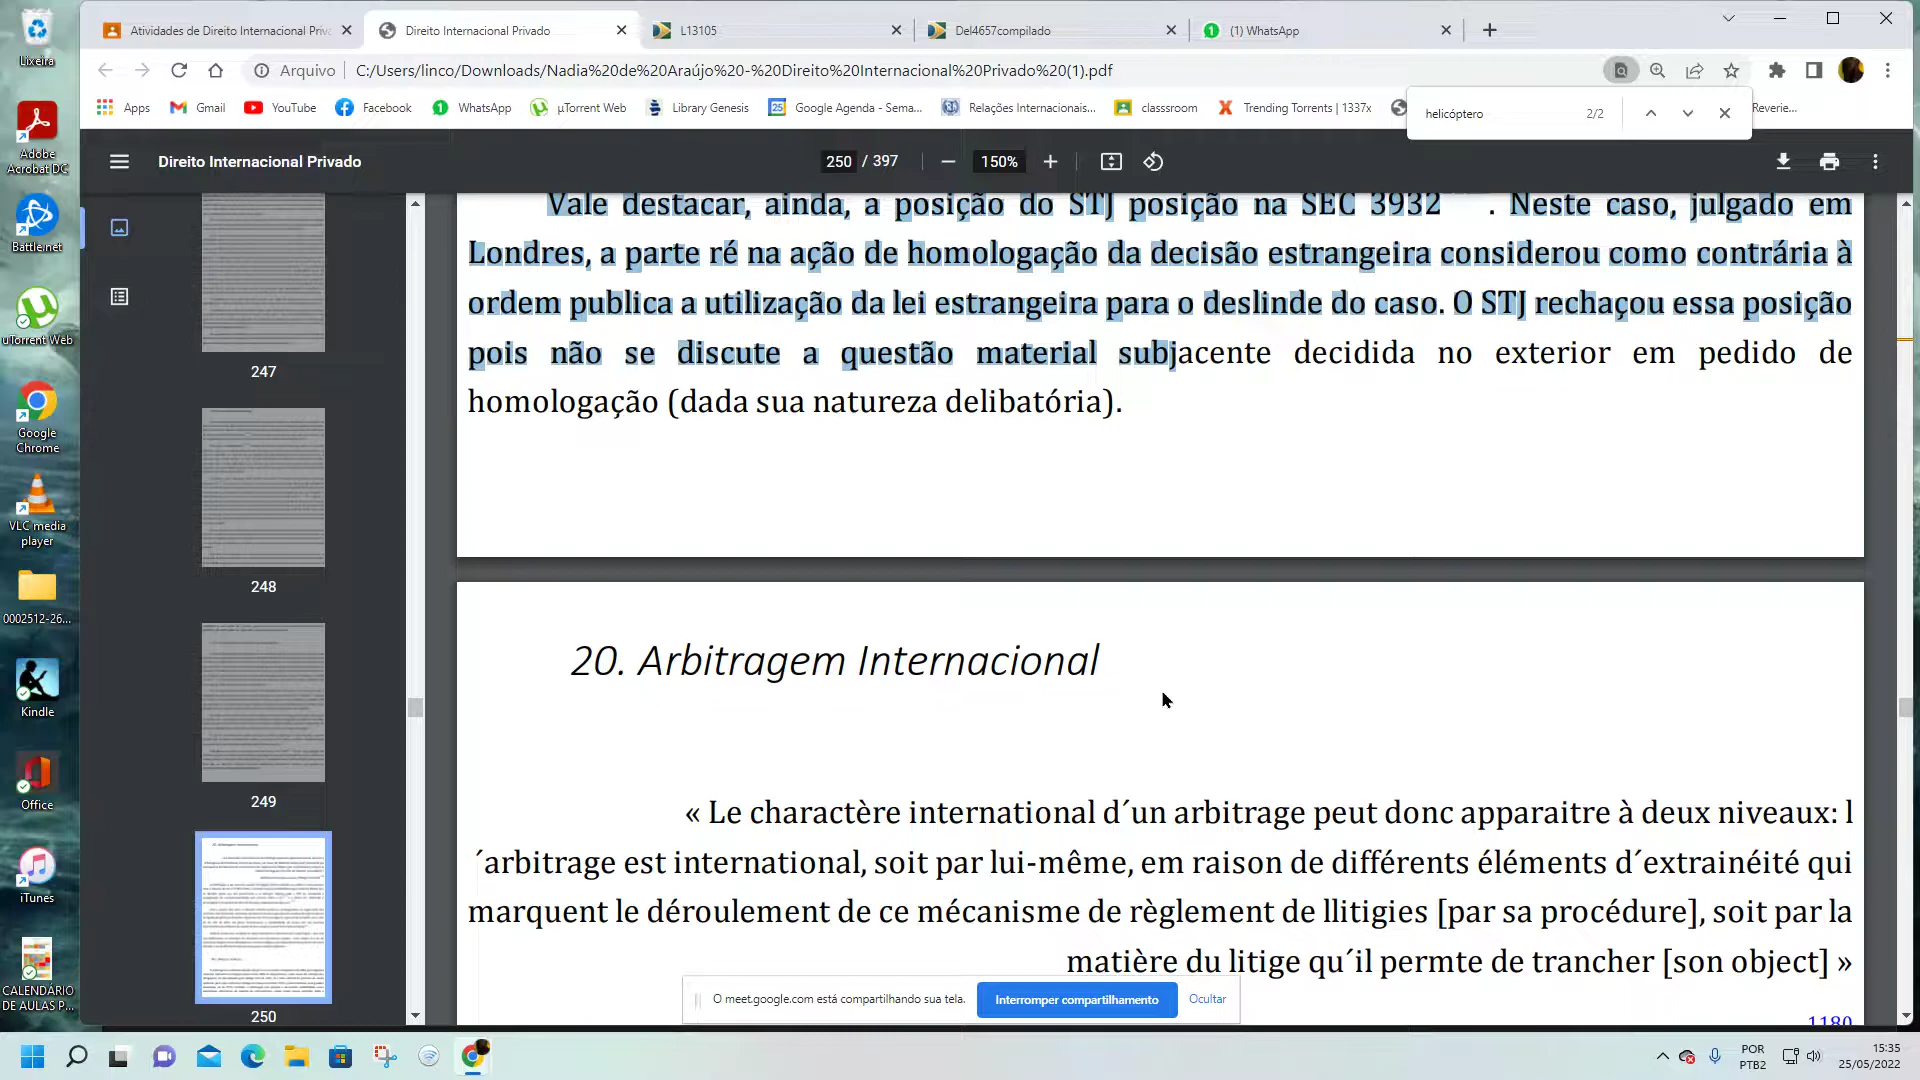 Lixeira
Adobe
Acrobat DC
Battle.net
uTorrent Web
Google
Chrome
VLC media
player
0002512-26...
Kindle
Office
iTunes
CALENDÁRIO
DE AULAS P...
Atividades de Direito Internacional Priv
Direito Internacional Privado
L13105
Del4657compilado
(1) WhatsApp
Arquivo
C:/Users/linco/Downloads/Nadia%20de%20Araújo%20-%20Direito%20Internacional%20Privado%20(1).pdf
Apps
Gmail
YouTube
Facebook
WhatsApp
µTorrent Web
Library Genesis
Google Agenda - Sema...
Relações Internacionais...
classsroom
Trending Torrents | 1337x
Reverie...
helicóptero 2/2
Direito Internacional Privado
250 / 397
150%
247
248
249
250
Vale destacar, ainda, a posição do STJ posição na SEC 3932 . Neste caso, julgado em
Londres, a parte ré na ação de homologação da decisão estrangeira considerou como contrária à
ordem publica a utilização da lei estrangeira para o deslinde do caso. O STJ rechaçou essa posição
pois não se discute a questão material subjacente decidida no exterior em pedido de
homologação (dada sua natureza delibatória).
20. Arbitragem Internacional
« Le charactère international d´un arbitrage peut donc apparaitre à deux niveaux: l
´arbitrage est international, soit par lui-même, em raison de différents éléments d´extrainéité qui
marquent le déroulement de ce mécanisme de règlement de llitigies [par sa procédure], soit par la
matière du litige qu´il permte de trancher [son object] »
1180
O meet.google.com está compartilhando sua tela.
Interromper compartilhamento
Ocultar
POR
PTB2
15:35
25/05/2022